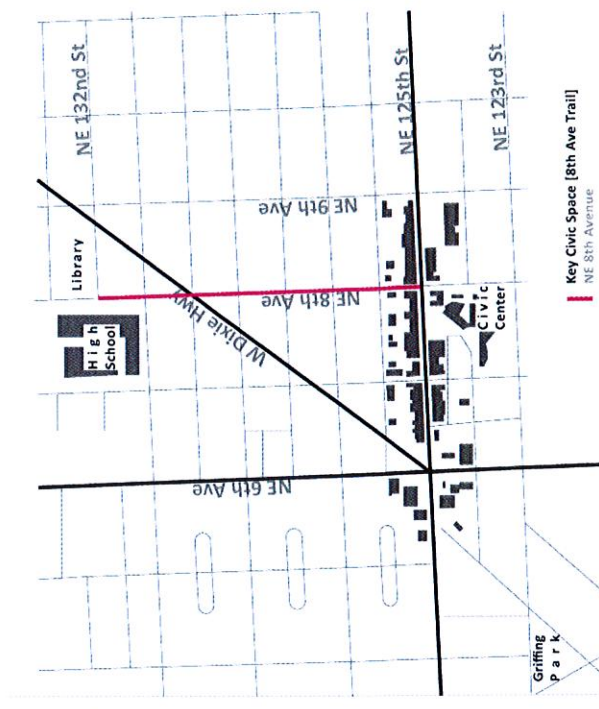 NE 132nd St
Library
High
School
NE 9th Ave
W Dixie Hwy
NE 8th Ave
NE 6th Ave
NE 125th St
Civic
Center
NE 123rd St
Griffing
Park
Key Civic Space [8th Ave Trail]
NE 8th Avenue